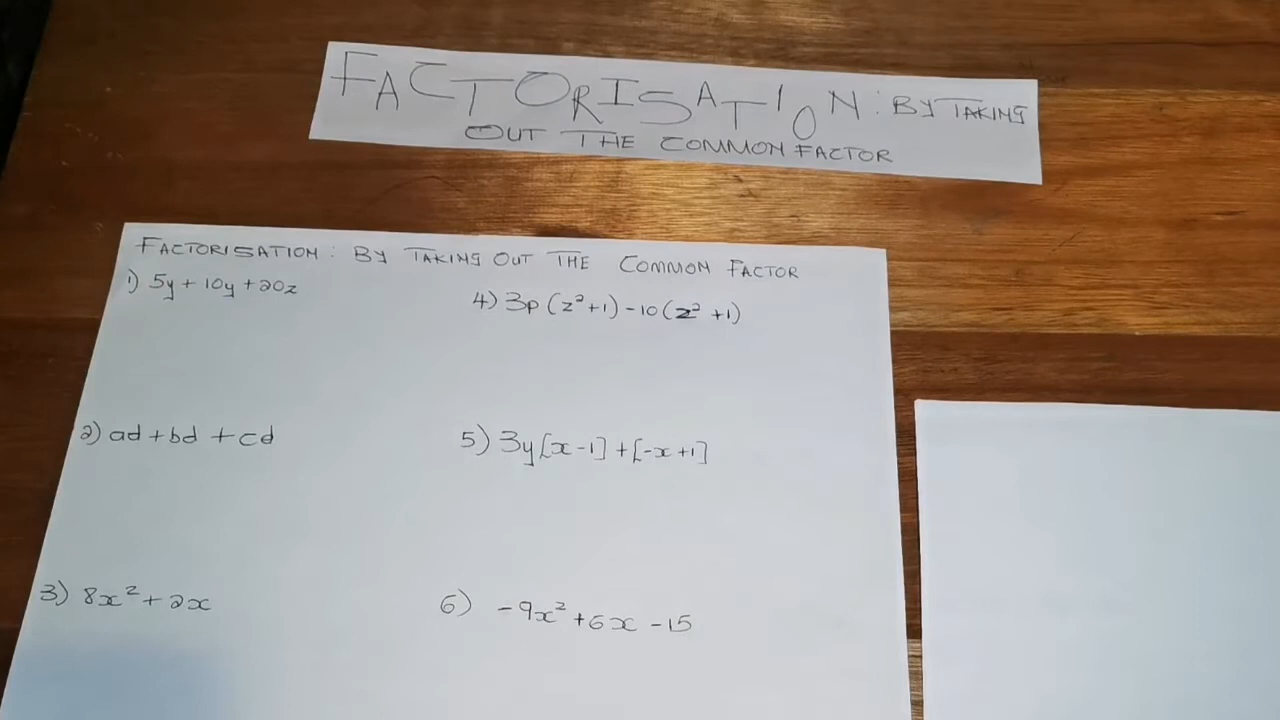 FACTORISATION: BY TAKING
OUT THE COMMON FACTOR
FACTORISATION: BY TAKING OUT THE COMMON FACTOR
1) 5y + 10y + 20z
2) ad + bd + cd
3) 8x² + 2x
4) 3p (z² + 1) - 10 (z² + 1)
5) 3y [x - 1] + [-x + 1]
6) -9x² + 6x - 15